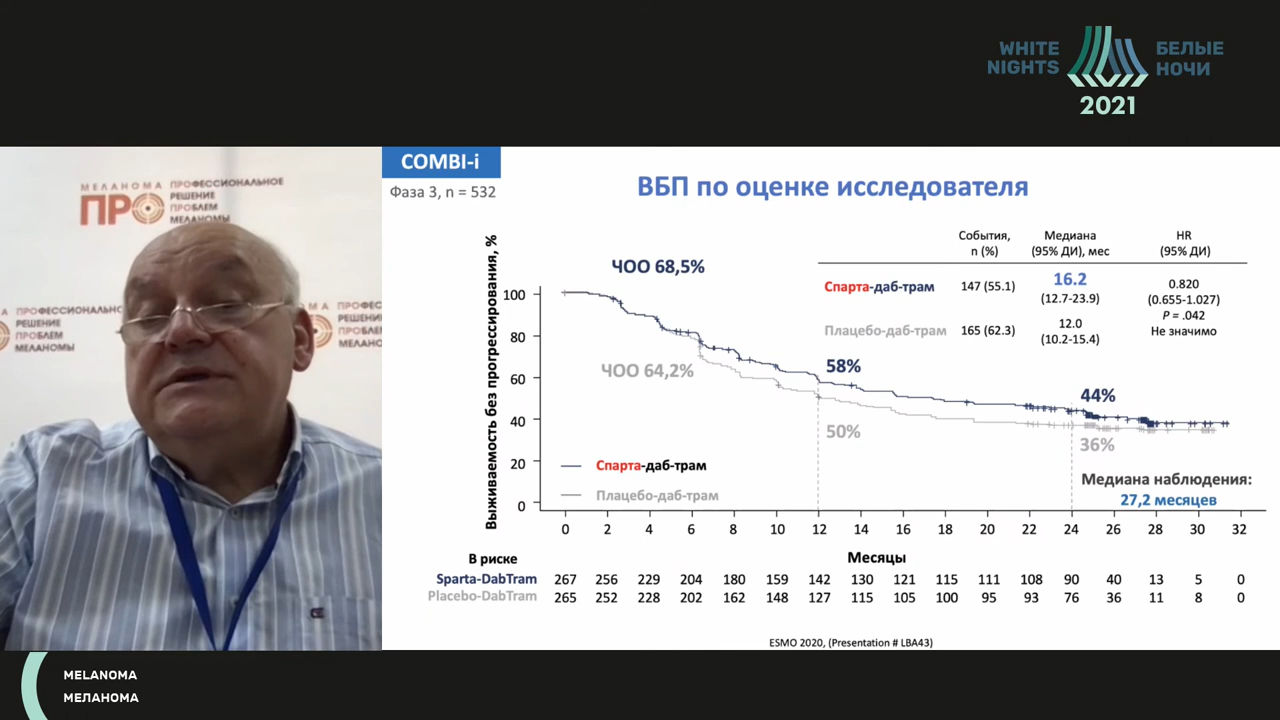 WHITE NIGHTS
БЕЛЫЕ НОЧИ
2021
МЕЛАНОМА ПРОФЕССИОНАЛЬНОЕ
ПРО РЕШЕНИЕ
ПРОБЛЕМ
МЕЛАНОМЫ
ПРОФЕССИОНАЛЬНОЕ
РЕШЕНИЕ
ПРОБЛЕМ
МЕЛАНОМЫ
COMBI-i
Фаза 3, n = 532
ВБП по оценке исследователя
События, n (%)
Медиана (95% ДИ), мес
HR (95% ДИ)
Спарта-даб-трам 147 (55.1) 16.2 (12.7-23.9)
Плацебо-даб-трам 165 (62.3) 12.0 (10.2-15.4)
0.820
(0.655-1.027)
P = .042
Не значимо
Выживаемость без прогрессирования, %
100
80
60
40
20
0
ЧОО 68,5%
ЧОО 64,2%
58%
50%
44%
36%
Спарта-даб-трам
Плацебо-даб-трам
Медиана наблюдения:
27,2 месяцев
0 2 4 6 8 10 12 14 16 18 20 22 24 26 28 30 32
В риске
Месяцы
Sparta-DabTram 267 256 229 204 180 159 142 130 121 115 111 108 90 40 13 5 0
Placebo-DabTram 265 252 228 202 162 148 127 115 105 100 95 93 76 36 11 8 0
ESMO 2020, (Presentation # LBA43)
MELANOMA
МЕЛАНОМА